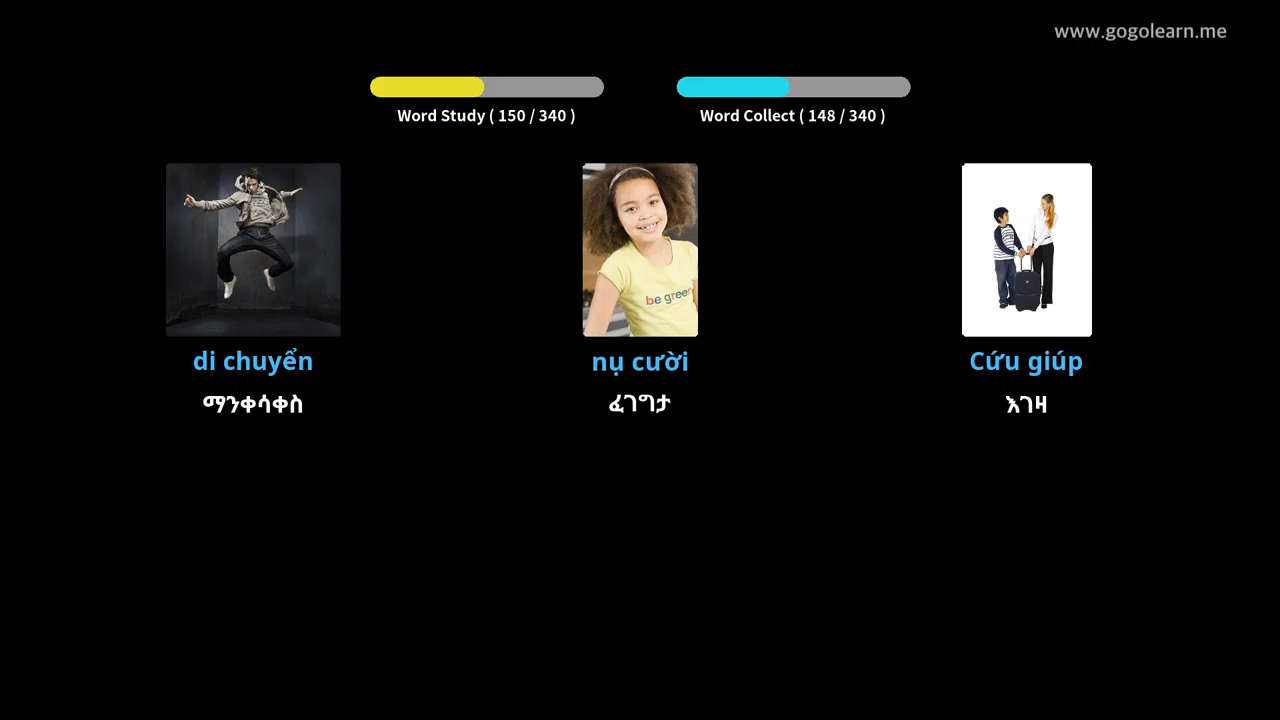 www.gogolearn.me
Word Study ( 150 / 340 )
Word Collect ( 148 / 340 )
be green
di chuyển
nụ cười
Cứu giúp
ማንቀሳቀስ
ፈገግታ
እገዛ